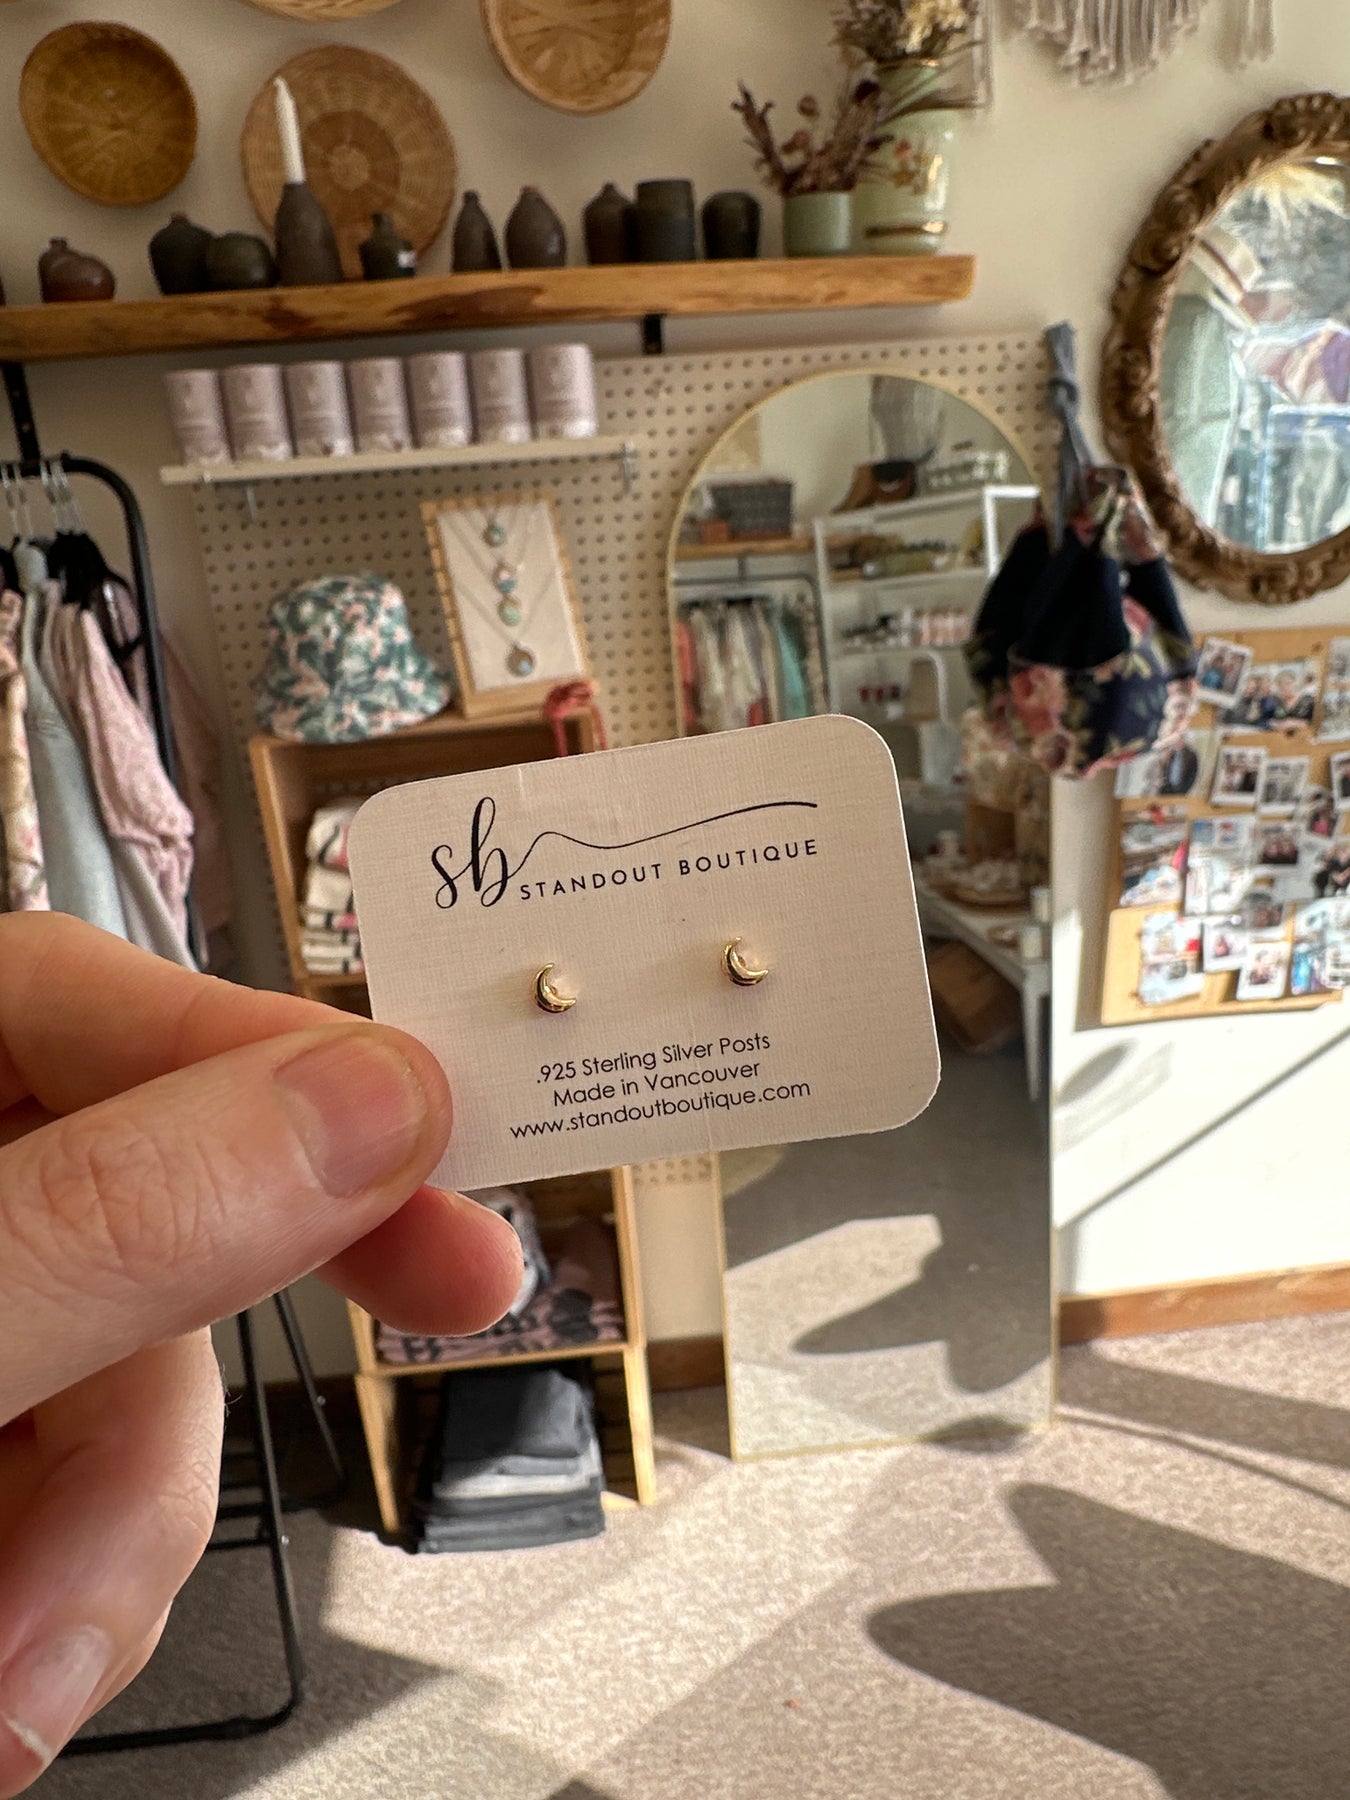 sb STANDOUT BOUTIQUE
.925 Sterling Silver Posts
Made in Vancouver
www.standoutboutique.com